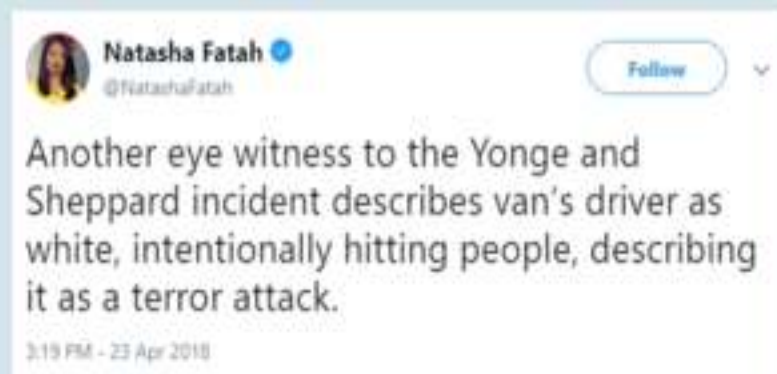 Natasha Fatah
@NatashaFatah
Follow
Another eye witness to the Yonge and
Sheppard incident describes van's driver as
white, intentionally hitting people, describing
it as a terror attack.
3:19 PM - 23 Apr 2018